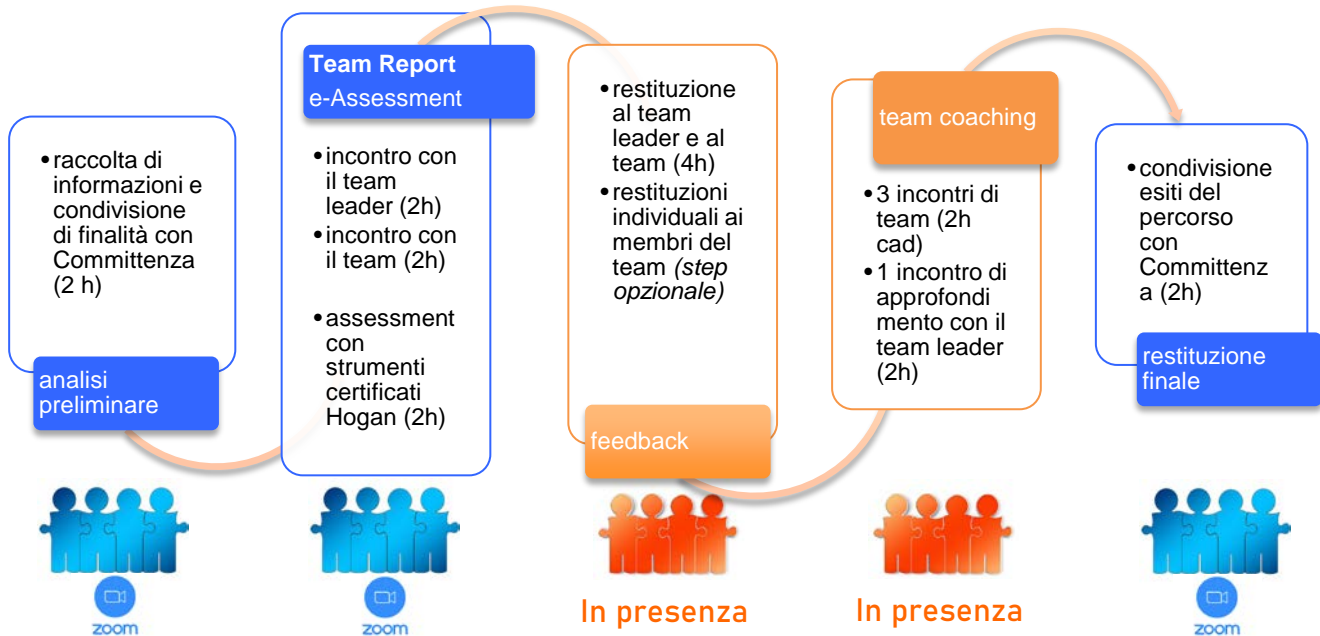 • raccolta di
informazioni e
condivisione
di finalità con
Committenza
(2 h)
analisi
preliminare
zoom
Team Report
e-Assessment
• incontro con
il team
leader (2h)
• incontro con
il team (2h)
• assessment
con
strumenti
certificati
Hogan (2h)
zoom
• restituzione
al team
leader e al
team (4h)
• restituzioni
individuali ai
membri del
team (step
opzionale)
feedback
In presenza
team coaching
• 3 incontri di
team (2h
cad)
• 1 incontro di
approfondi
mento con il
team leader
(2h)
In presenza
• condivisione
esiti del
percorso
con
Committenz
a (2h)
restituzione
finale
zoom